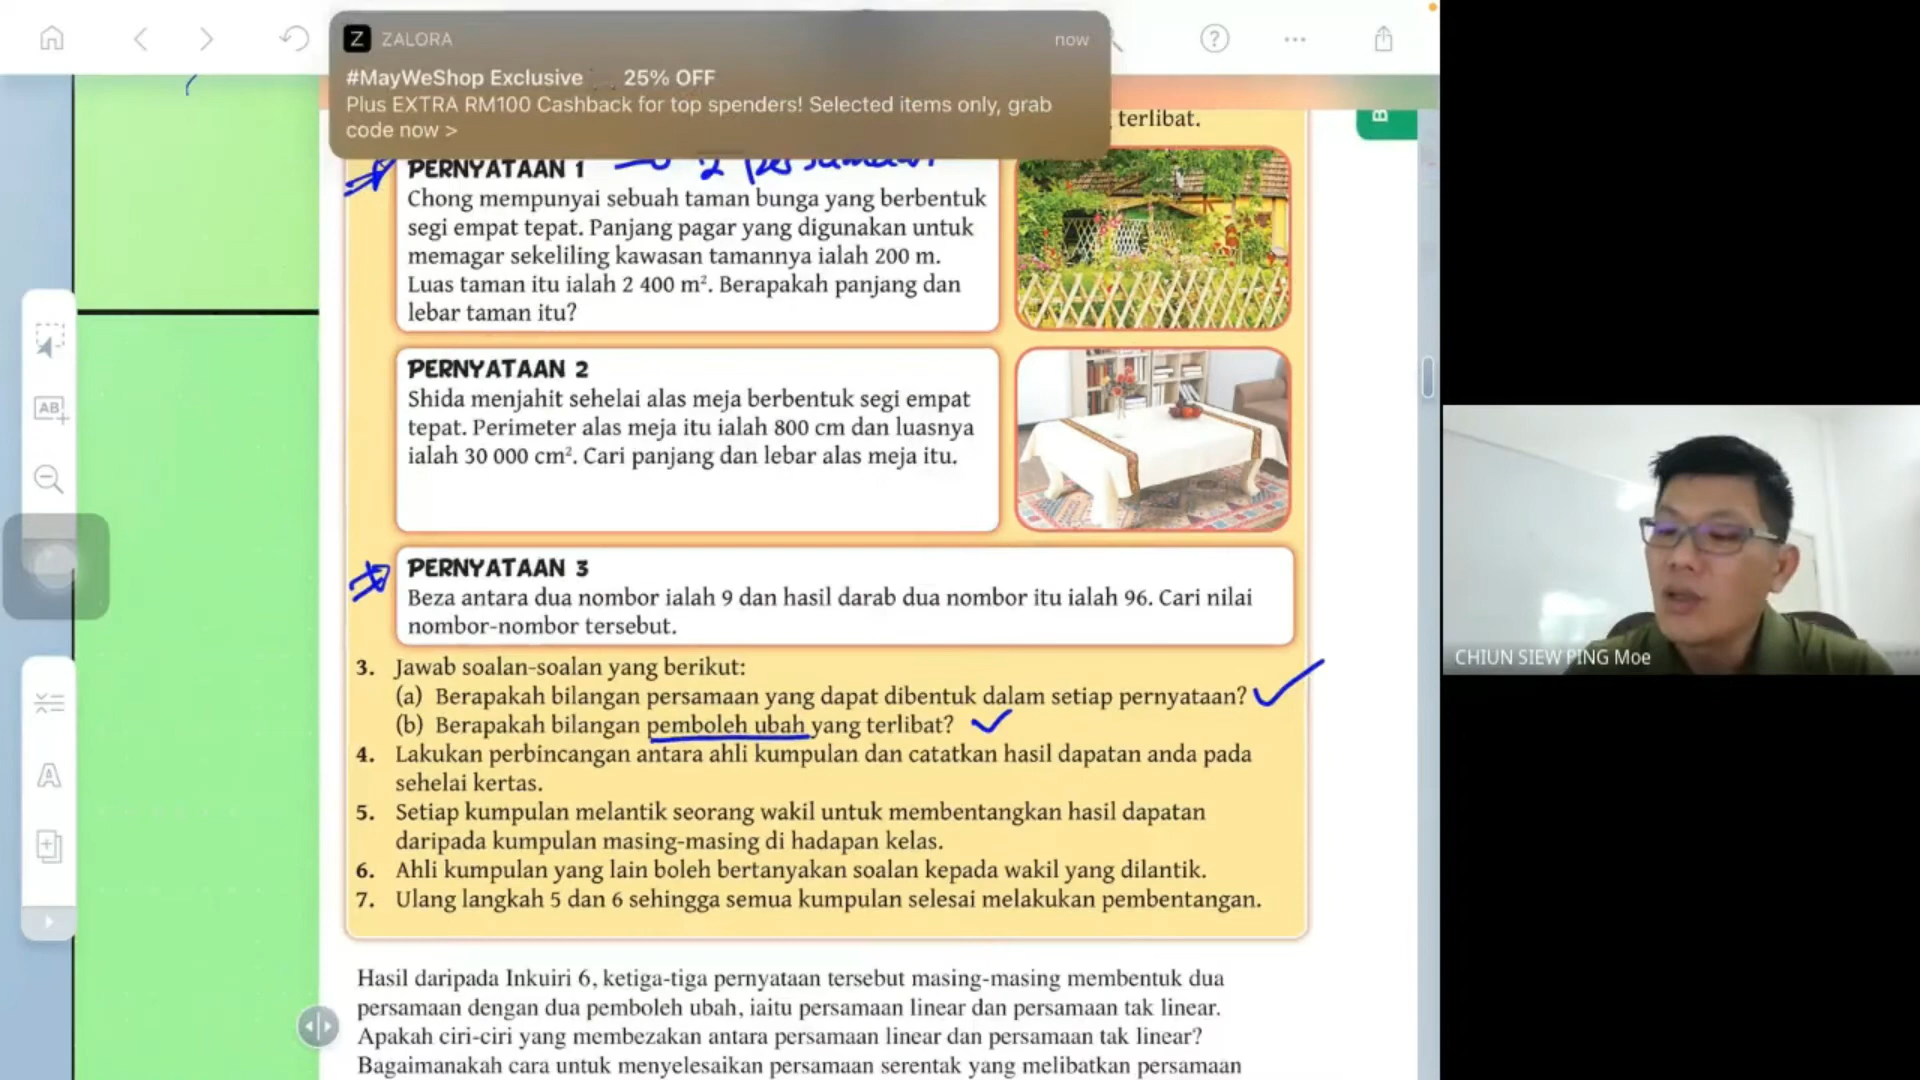 ZALORA
now
#MayWeShop Exclusive 25% OFF
Plus EXTRA RM100 Cashback for top spenders! Selected items only, grab
code now >
terlibat.
B
PERNYATAAN 1
2 persamaan
Chong mempunyai sebuah taman bunga yang berbentuk
segi empat tepat. Panjang pagar yang digunakan untuk
memagar sekeliling kawasan tamannya ialah 200 m.
Luas taman itu ialah 2 400 m². Berapakah panjang dan
lebar taman itu?
PERNYATAAN 2
Shida menjahit sehelai alas meja berbentuk segi empat
tepat. Perimeter alas meja itu ialah 800 cm dan luasnya
ialah 30 000 cm². Cari panjang dan lebar alas meja itu.
PERNYATAAN 3
Beza antara dua nombor ialah 9 dan hasil darab dua nombor itu ialah 96. Cari nilai
nombor-nombor tersebut.
3. Jawab soalan-soalan yang berikut:
(a) Berapakah bilangan persamaan yang dapat dibentuk dalam setiap pernyataan?
(b) Berapakah bilangan pemboleh ubah yang terlibat?
4. Lakukan perbincangan antara ahli kumpulan dan catatkan hasil dapatan anda pada
sehelai kertas.
5. Setiap kumpulan melantik seorang wakil untuk membentangkan hasil dapatan
daripada kumpulan masing-masing di hadapan kelas.
6. Ahli kumpulan yang lain boleh bertanyakan soalan kepada wakil yang dilantik.
7. Ulang langkah 5 dan 6 sehingga semua kumpulan selesai melakukan pembentangan.
Hasil daripada Inkuiri 6, ketiga-tiga pernyataan tersebut masing-masing membentuk dua
persamaan dengan dua pemboleh ubah, iaitu persamaan linear dan persamaan tak linear.
Apakah ciri-ciri yang membezakan antara persamaan linear dan persamaan tak linear?
Bagaimanakah cara untuk menyelesaikan persamaan serentak yang melibatkan persamaan
AB
A
CHIUN SIEW PING Moe